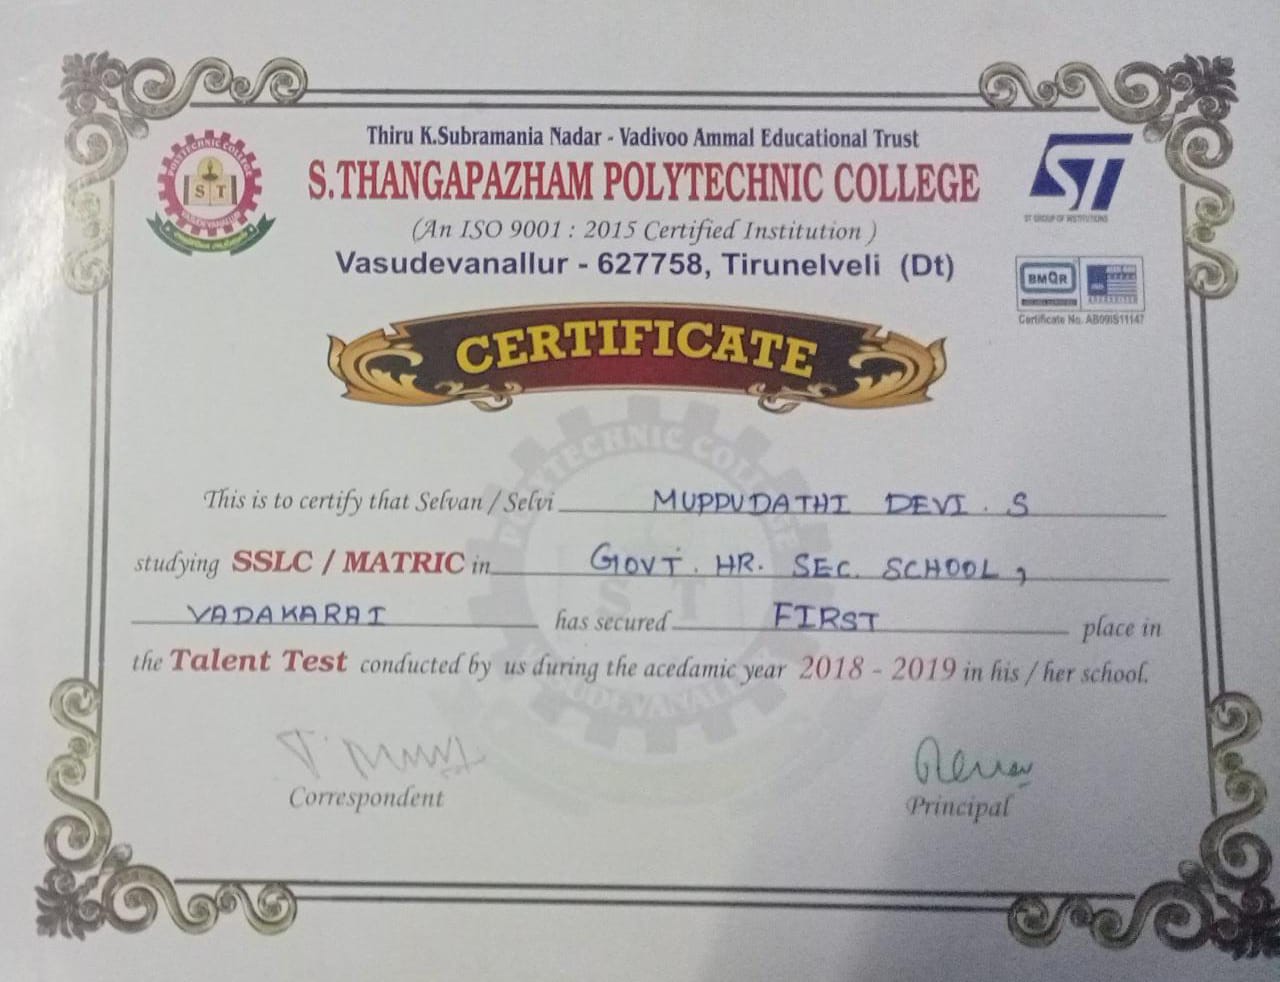 Thiru K.Subramania Nadar - Vadivoo Ammal Educational Trust
S.THANGAPAZHAM POLYTECHNIC COLLEGE
(An ISO 9001 : 2015 Certified Institution )
Vasudevanallur - 627758, Tirunelveli (Dt)
POLYTECHNIC COLLEGE
S T
VASUDEVANALLUR
ST
ST GROUP OF INSTITUTIONS
BMQR
Certificate No. AB09IS11147
CERTIFICATE
This is to certify that Selvan / Selvi MUPPUDATHI DEVI . S
studying SSLC / MATRIC in GOVT. HR. SEC. SCHOOL ,
VADAKARAI has secured FIRST place in
the Talent Test conducted by us during the acedamic year 2018 - 2019 in his / her school.
Correspondent
Principal